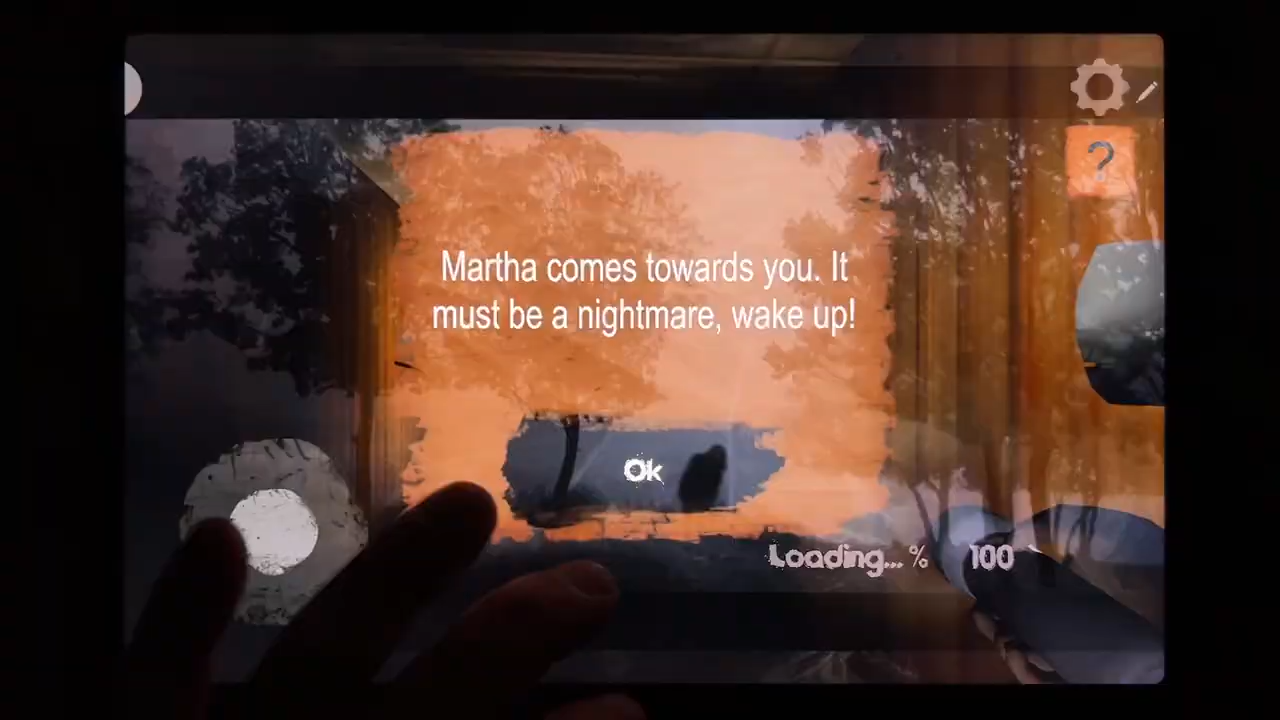 ?
Martha comes towards you. It
must be a nightmare, wake up!
Ok
Loading... % 100